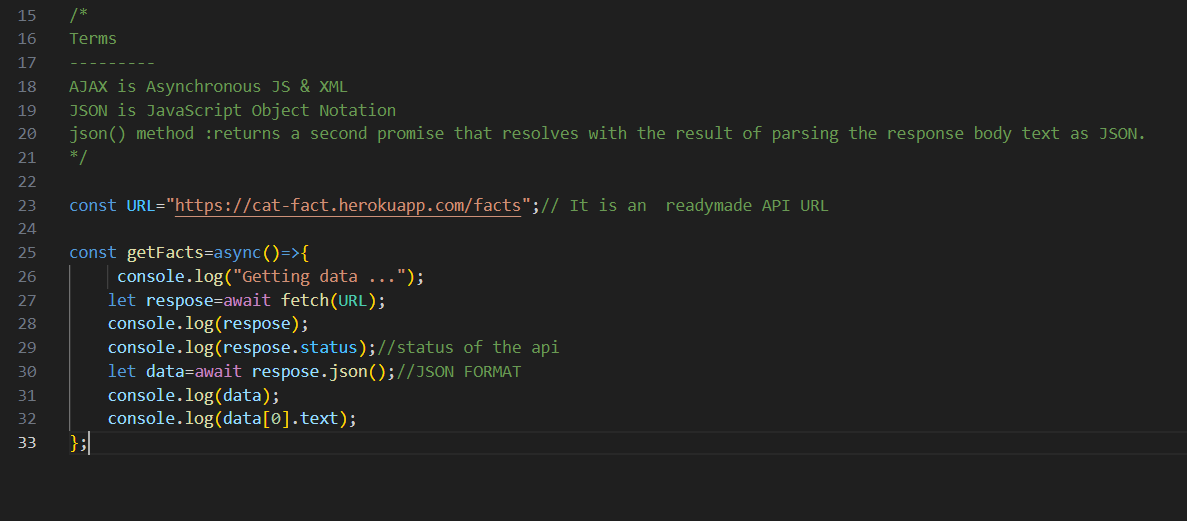 15 /*
16 Terms
17 ---------
18 AJAX is Asynchronous JS & XML
19 JSON is JavaScript Object Notation
20 json() method :returns a second promise that resolves with the result of parsing the response body text as JSON.
21 */
22
23 const URL="https://cat-fact.herokuapp.com/facts";// It is an  readymade API URL
24
25 const getFacts=async()=>{
26      console.log("Getting data ...");
27     let respose=await fetch(URL);
28     console.log(respose);
29     console.log(respose.status);//status of the api
30     let data=await respose.json();//JSON FORMAT
31     console.log(data);
32     console.log(data[0].text);
33 };